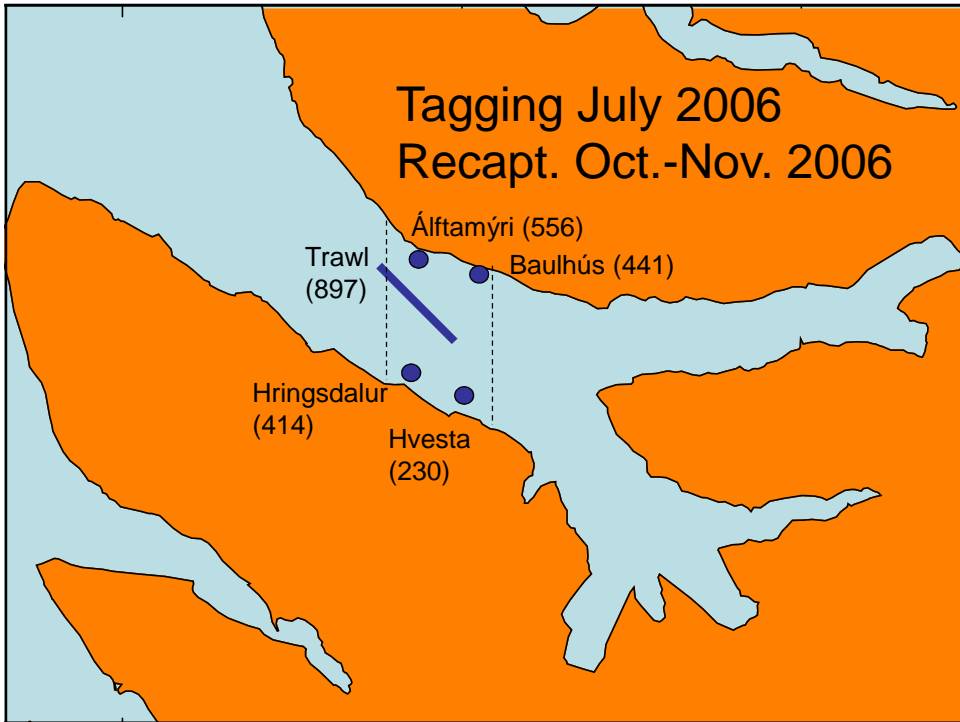 Tagging July 2006
Recapt. Oct.-Nov. 2006
Álftamýri (556)
Trawl
(897)
Baulhús (441)
Hringsdalur
(414)
Hvesta
(230)